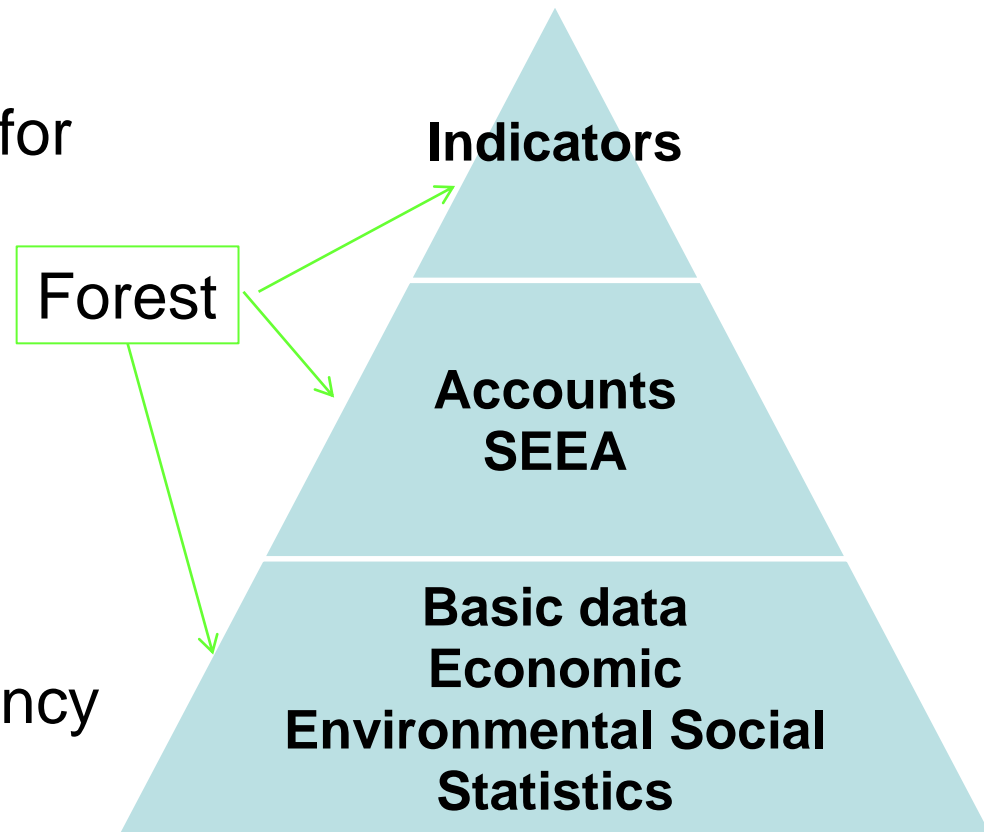 for
Indicators
Forest
Accounts
SEEA
Basic data
Economic
ncy
Environmental Social
Statistics